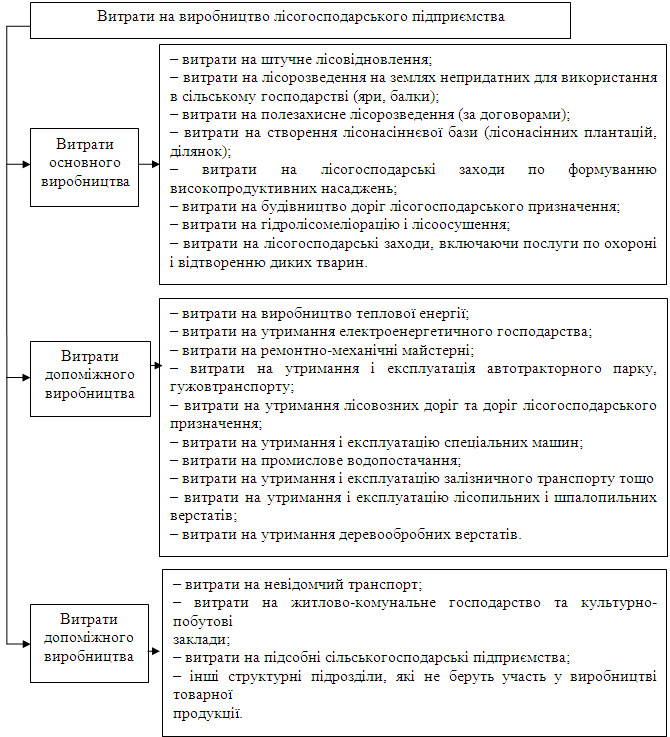 Витрати на виробництво лісогосподарського підприємства
Витрати
основного
виробництва
– витрати на штучне лісовідновлення;
– витрати на лісорозведення на землях непридатних для використання
в сільському господарстві (яри, балки);
– витрати на полезахисне лісорозведення (за договорами);
– витрати на створення лісонасіннєвої бази (лісонасінних плантацій,
ділянок);
– витрати на лісогосподарські заходи по формуванню
високопродуктивних насаджень;
– витрати на будівництво доріг лісогосподарського призначення;
– витрати на гідролісомеліорацію і лісоосушення;
– витрати на лісогосподарські заходи, включаючи послуги по охороні
і відтворенню диких тварин.
Витрати
допоміжного
виробництва
– витрати на виробництво теплової енергії;
– витрати на утримання електроенергетичного господарства;
– витрати на ремонтно-механічні майстерні;
– витрати на утримання і експлуатація автотракторного парку,
гужовтранспорту;
– витрати на утримання лісовозних доріг та доріг лісогосподарського
призначення;
– витрати на утримання і експлуатацію спеціальних машин;
– витрати на промислове водопостачання;
– витрати на утримання і експлуатацію залізничного транспорту тощо
– витрати на утримання і експлуатацію лісопильних і шпалопильних
верстатів;
– витрати на утримання деревообробних верстатів.
Витрати
допоміжного
виробництва
– витрати на невідомчий транспорт;
– витрати на житлово-комунальне господарство та культурно-
побутові
заклади;
– витрати на підсобні сільськогосподарські підприємства;
– інші структурні підрозділи, які не беруть участь у виробництві
товарної
продукції.